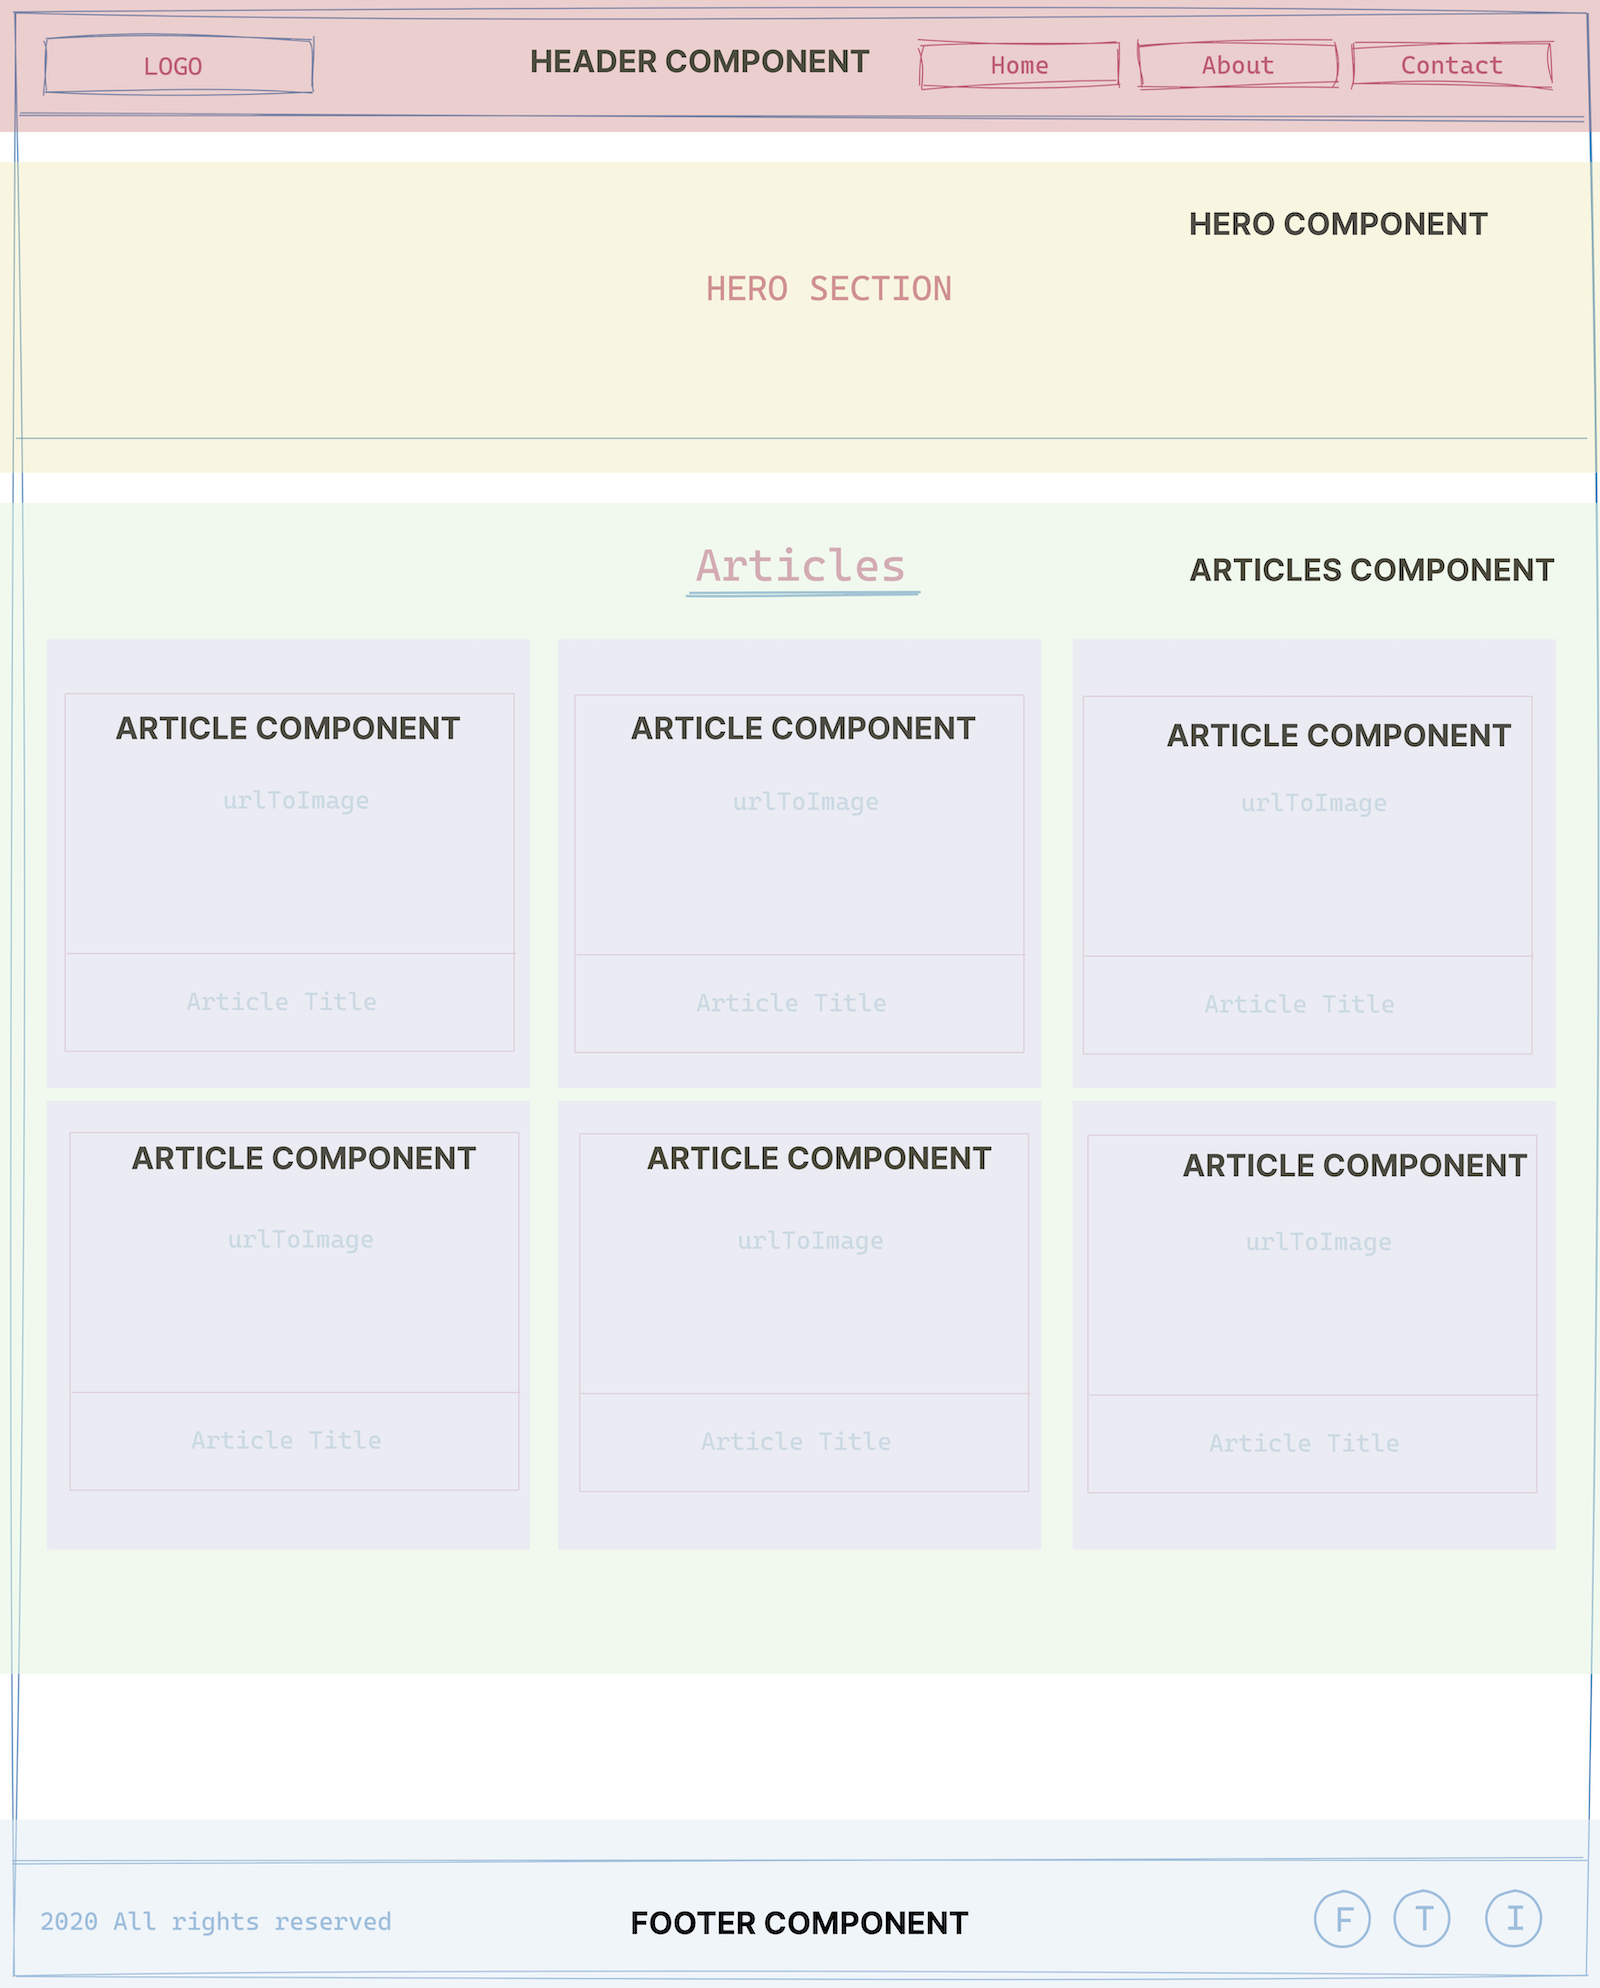 LOGO
HEADER COMPONENT
Home
About
Contact
HERO COMPONENT
HERO SECTION
Articles
ARTICLES COMPONENT
ARTICLE COMPONENT
ARTICLE COMPONENT
ARTICLE COMPONENT
urlToImage
urlToImage
urlToImage
Article Title
Article Title
Article Title
ARTICLE COMPONENT
ARTICLE COMPONENT
ARTICLE COMPONENT
urlToImage
urlToImage
urlToImage
Article Title
Article Title
Article Title
2020 All rights reserved
FOOTER COMPONENT
F
T
I